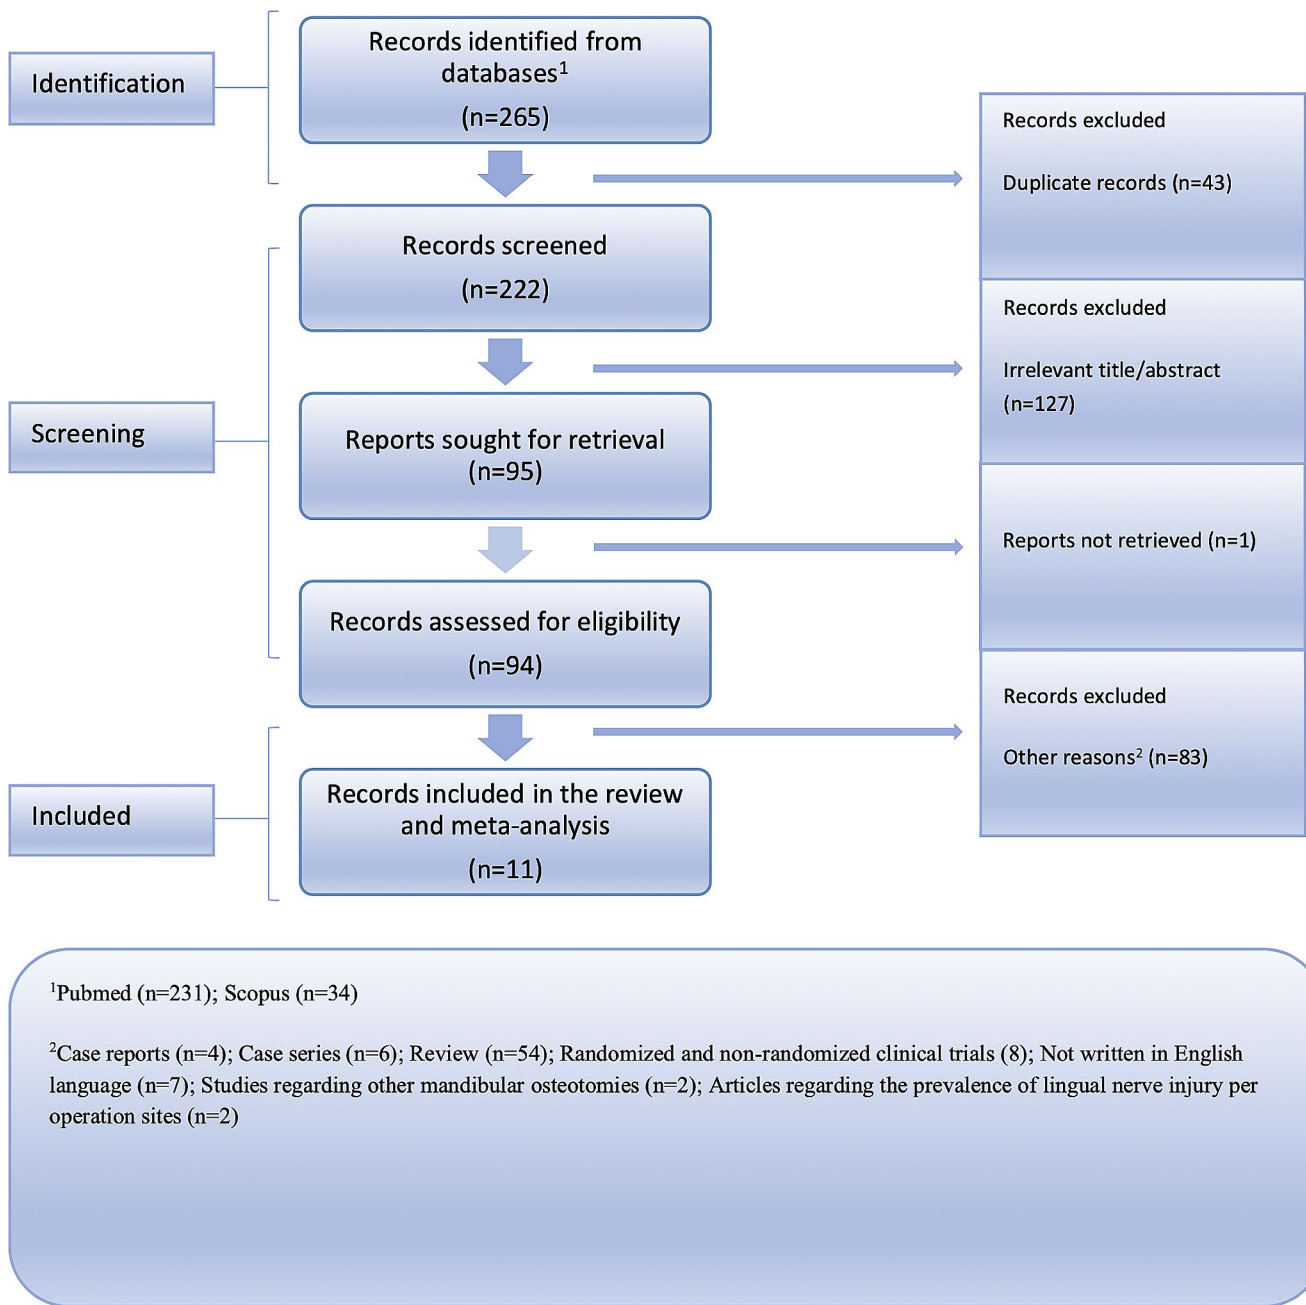 Identification
Records identified from
databases¹
(n=265)
Records excluded
Duplicate records (n=43)
Screening
Records screened
(n=222)
Records excluded
Irrelevant title/abstract
(n=127)
Reports sought for retrieval
(n=95)
Reports not retrieved (n=1)
Records assessed for eligibility
(n=94)
Records excluded
Other reasons² (n=83)
Included
Records included in the review
and meta-analysis
(n=11)
¹Pubmed (n=231); Scopus (n=34)
²Case reports (n=4); Case series (n=6); Review (n=54); Randomized and non-randomized clinical trials (8); Not written in English
language (n=7); Studies regarding other mandibular osteotomies (n=2); Articles regarding the prevalence of lingual nerve injury per
operation sites (n=2)